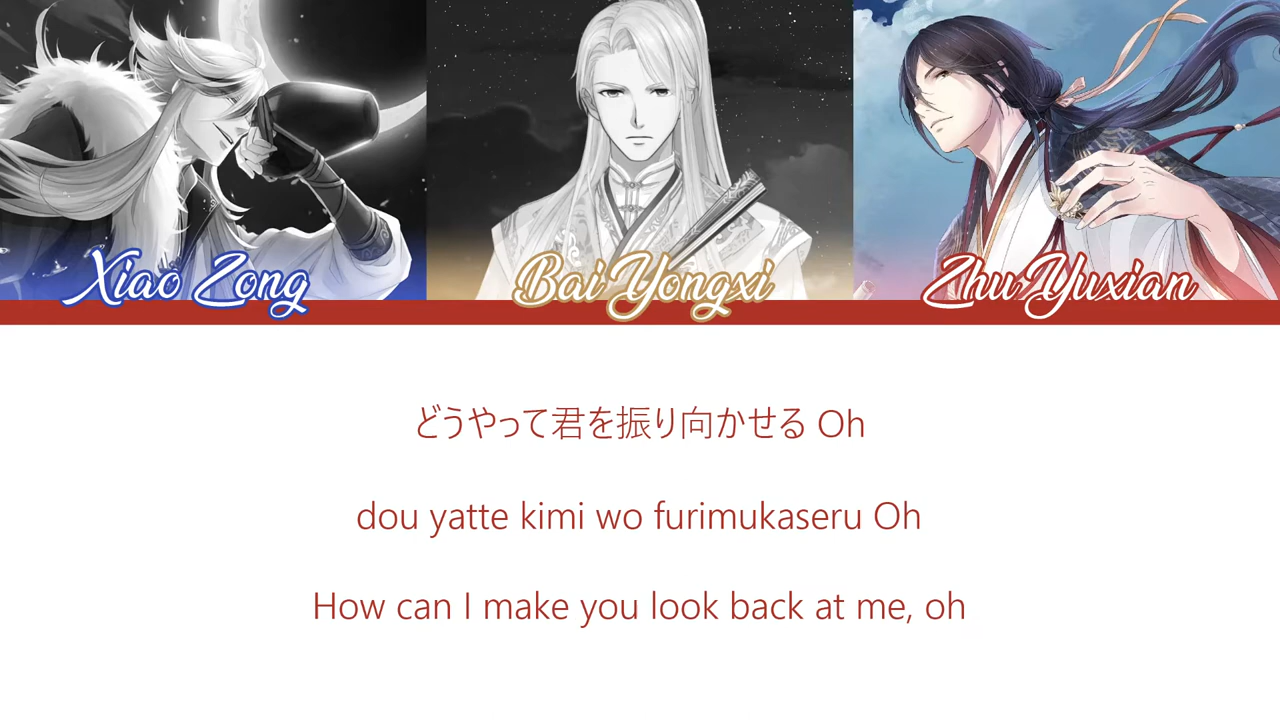 Xiao Zong
Bai Yongxi
Zhu Yuxian
どうやって君を振り向かせる Oh
dou yatte kimi wo furimukaseru Oh
How can I make you look back at me, oh